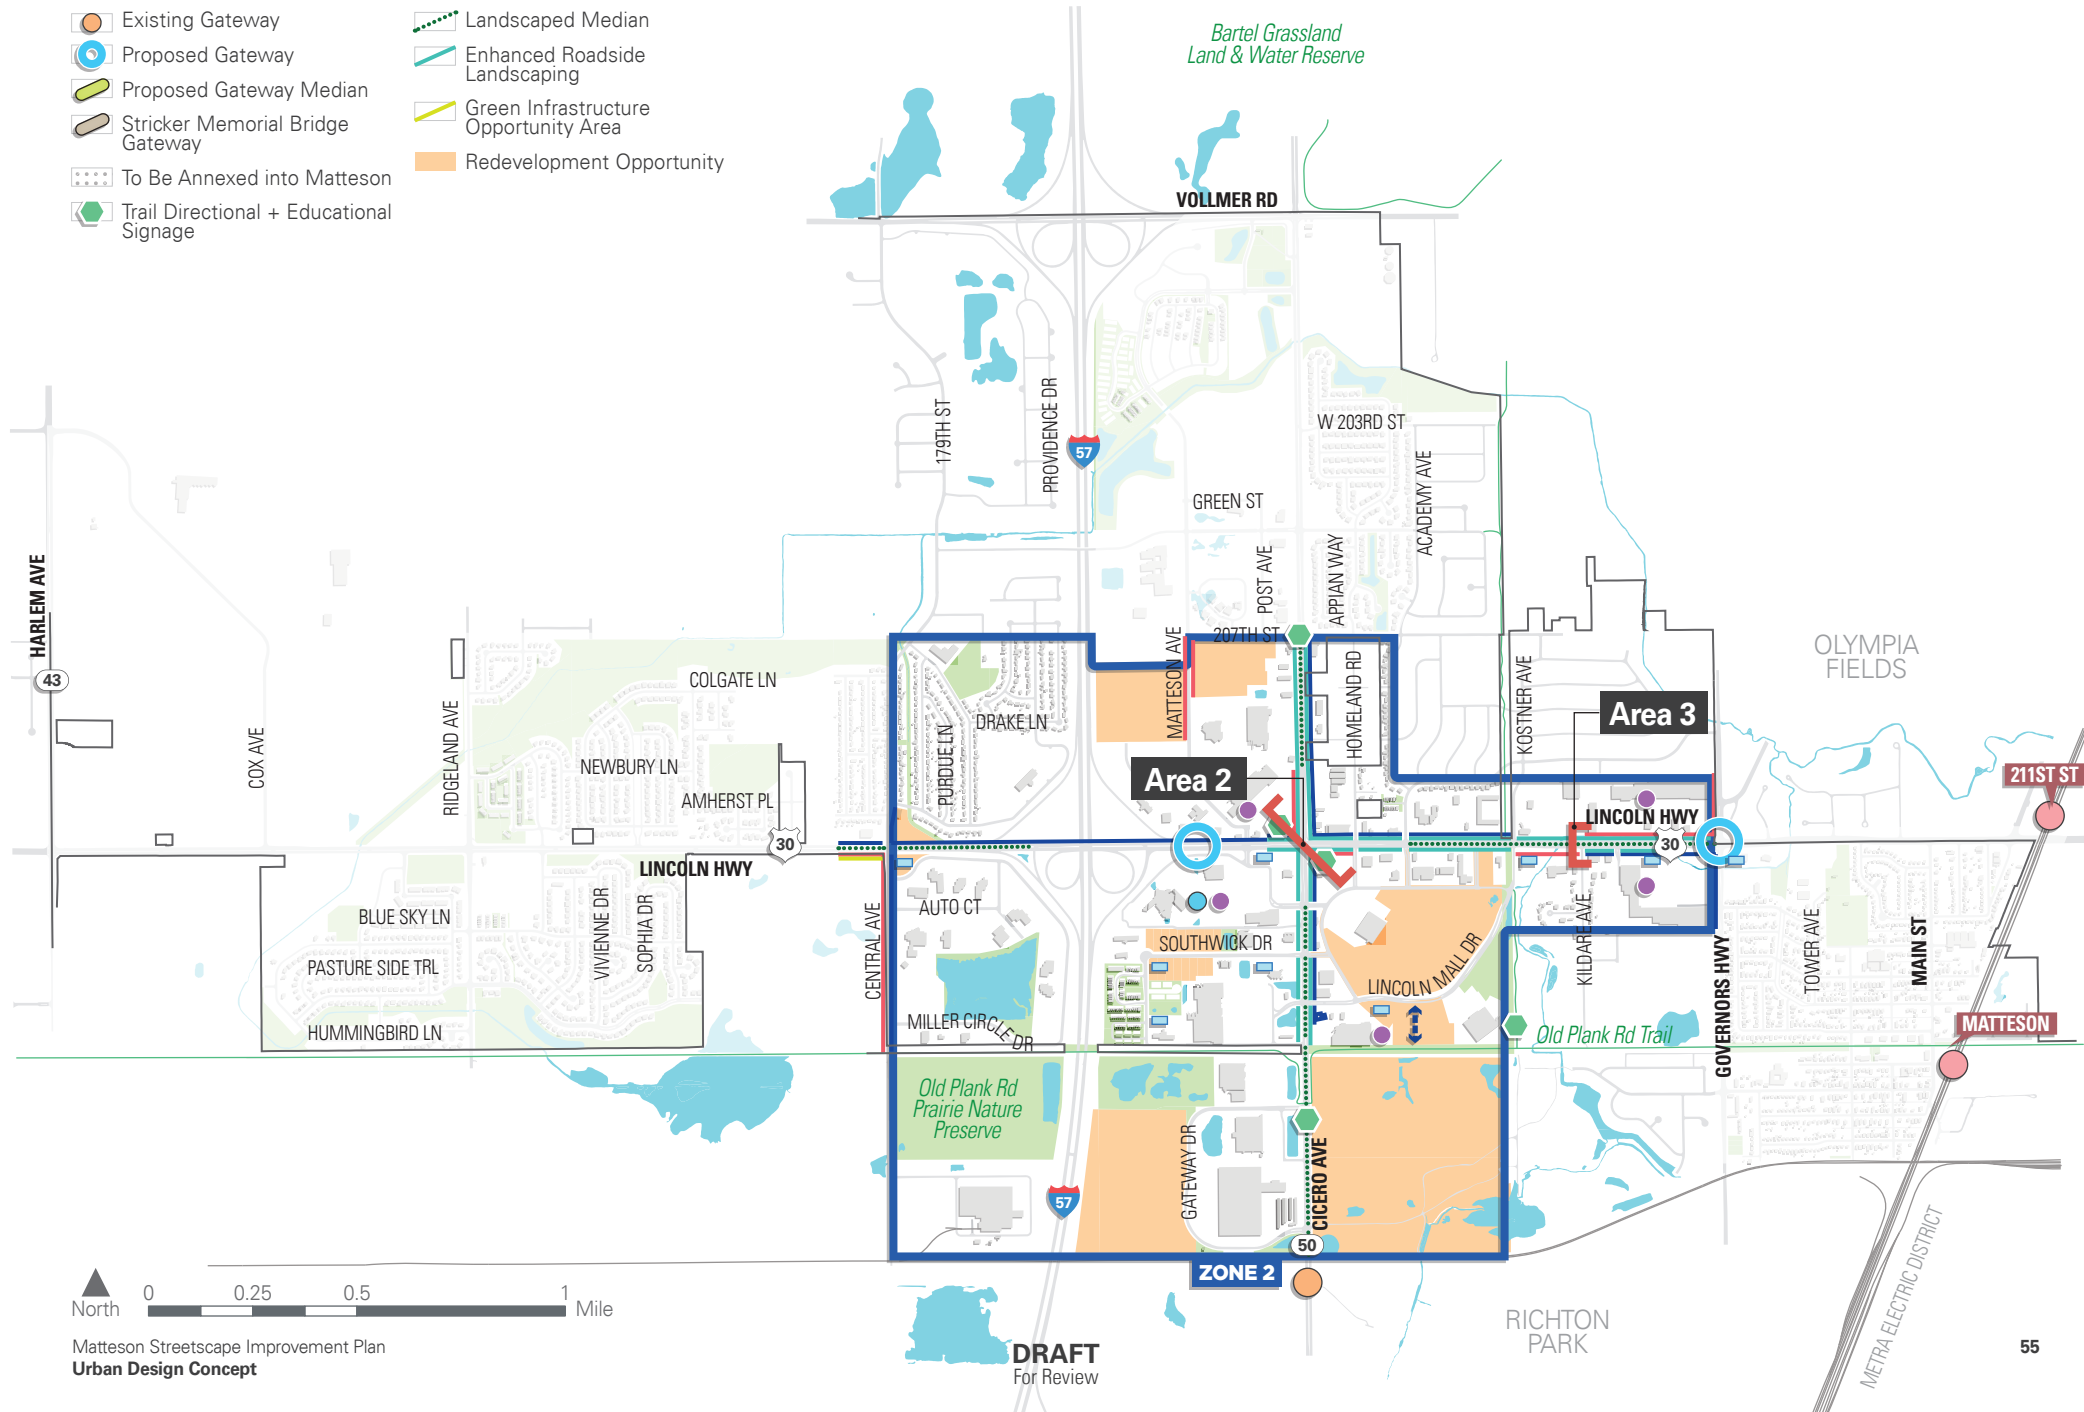 Existing Gateway
Proposed Gateway
Proposed Gateway Median
Stricker Memorial Bridge
Gateway
To Be Annexed into Matteson
Trail Directional + Educational
Signage
Landscaped Median
Enhanced Roadside
Landscaping
Green Infrastructure
Opportunity Area
Redevelopment Opportunity
Bartel Grassland
Land & Water Reserve
VOLLMER RD
179TH ST
PROVIDENCE DR
57
W 203RD ST
ACADEMY AVE
GREEN ST
POST AVE
APPIAN WAY
HARLEM AVE
43
207TH ST
MATTESON AVE
HOMELAND RD
KOSTNER AVE
OLYMPIA
FIELDS
COLGATE LN
RIDGELAND AVE
COX AVE
DRAKE LN
PURDUE LN
NEWBURY LN
AMHERST PL
Area 3
Area 2
211ST ST
LINCOLN HWY
30
30
LINCOLN HWY
BLUE SKY LN
VIVIENNE DR
SOPHIA DR
PASTURE SIDE TRL
HUMMINGBIRD LN
CENTRAL AVE
AUTO CT
SOUTHWICK DR
LINCOLN MALL DR
KILDARE AVE
GOVERNORS HWY
TOWER AVE
MAIN ST
MILLER CIRCLE DR
MATTESON
Old Plank Rd Trail
Old Plank Rd
Prairie Nature
Preserve
GATEWAY DR
CICERO AVE
57
50
ZONE 2
METRA ELECTRIC DISTRICT
RICHTON
PARK
North
0 0.25 0.5 1
Mile
Matteson Streetscape Improvement Plan
Urban Design Concept
DRAFT
For Review
55